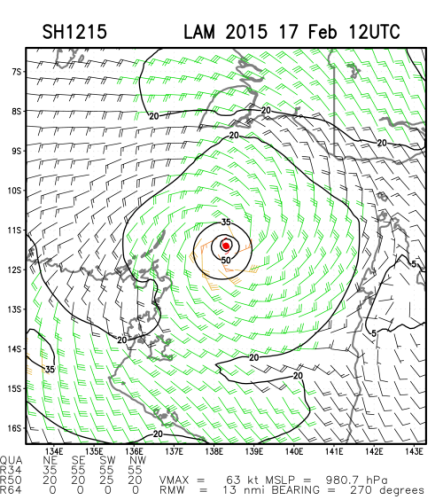 SH1215 LAM 2015 17 Feb 12UTC
7S
20
8S
20
20
9S
10S
11S
35
50
5
12S
13S
20
5
14S
20
20
35
15S
16S
20
134E 135E 136E 137E 138E 139E 140E 141E 142E 143E
QUA NE SE SW NW
R34 35 55 55 55
R50 20 20 25 20 VMAX = 63 kt MSLP = 980.7 hPa
R64 0 0 0 0 RMW = 13 nmi BEARING = 270 degrees